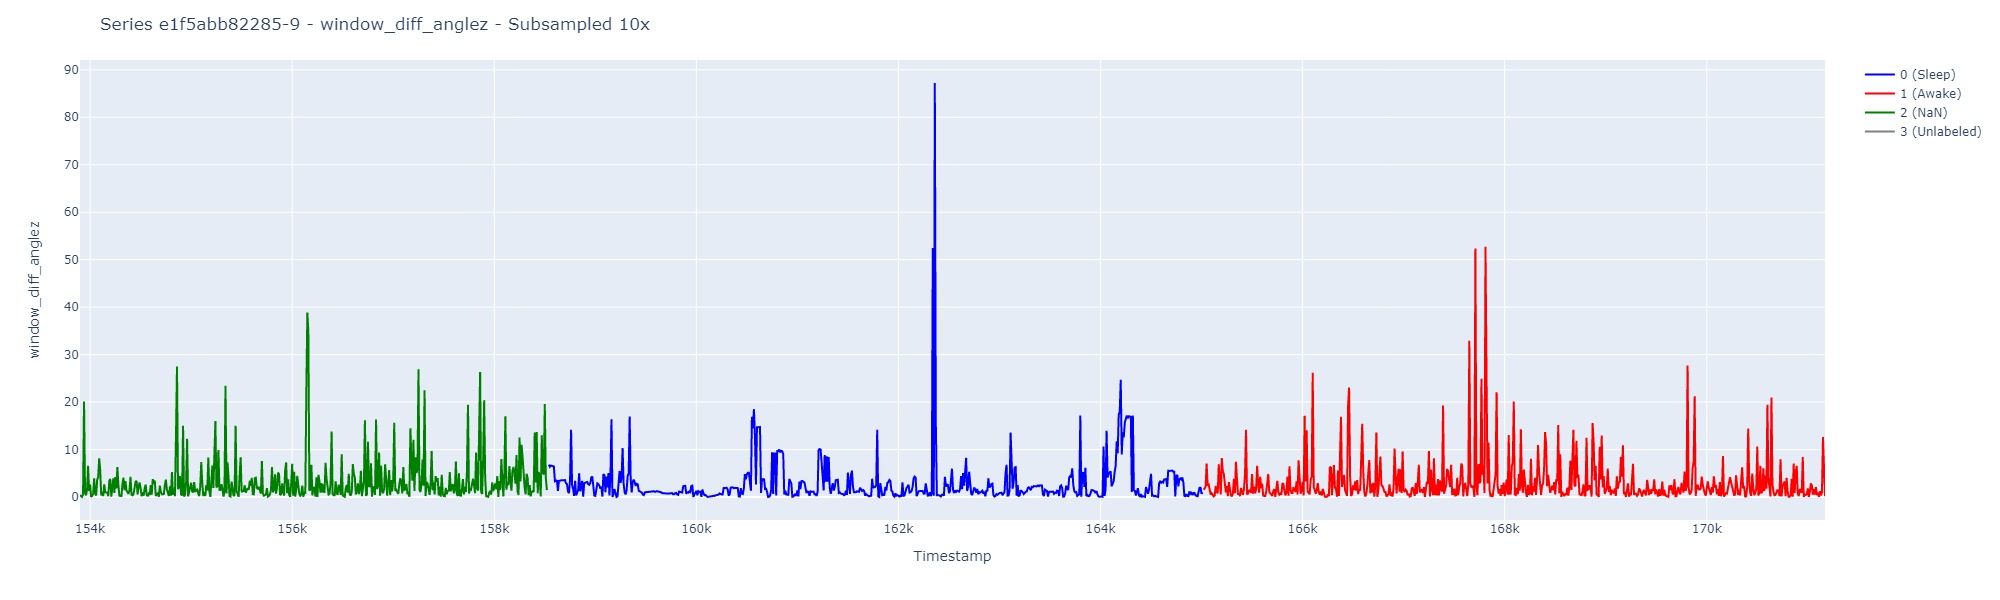 Series e1f5abb82285-9 - window_diff_anglez - Subsampled 10x
0 (Sleep)
1 (Awake)
2 (NaN)
3 (Unlabeled)
window_diff_anglez
90
80
70
60
50
40
30
20
10
0
154k 156k 158k 160k 162k 164k 166k 168k 170k
Timestamp